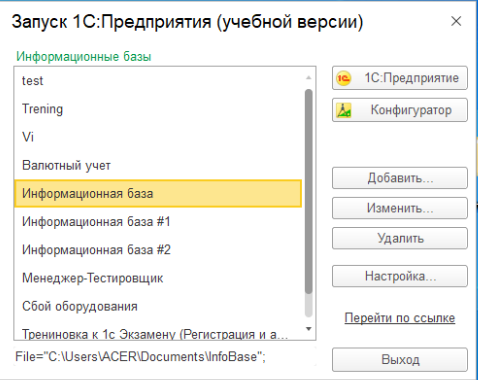 Запуск 1С:Предприятия (учебной версии)
Информационные базы
test
Trening
Vi
Валютный учет
Информационная база
Информационная база #1
Информационная база #2
Менеджер-Тестировщик
Сбой оборудования
Трениновка к 1с Экзамену (Регистрация и а...
File="C:\Users\ACER\Documents\InfoBase";
1С:Предприятие
Конфигуратор
Добавить...
Изменить...
Удалить
Настройка...
Перейти по ссылке
Выход